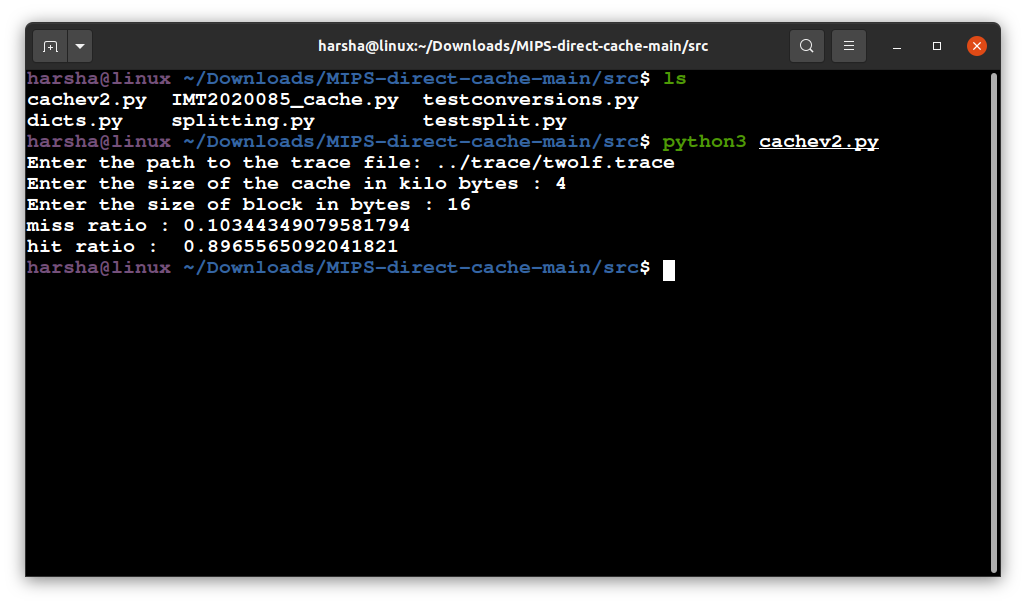 harsha@linux:~/Downloads/MIPS-direct-cache-main/src
harsha@linux ~/Downloads/MIPS-direct-cache-main/src$ ls
cachev2.py  IMT2020085_cache.py  testconversions.py
dicts.py    splitting.py         testsplit.py
harsha@linux ~/Downloads/MIPS-direct-cache-main/src$ python3 cachev2.py
Enter the path to the trace file: ../trace/twolf.trace
Enter the size of the cache in kilo bytes : 4
Enter the size of block in bytes : 16
miss ratio : 0.10344349079581794
hit ratio :  0.8965565092041821
harsha@linux ~/Downloads/MIPS-direct-cache-main/src$